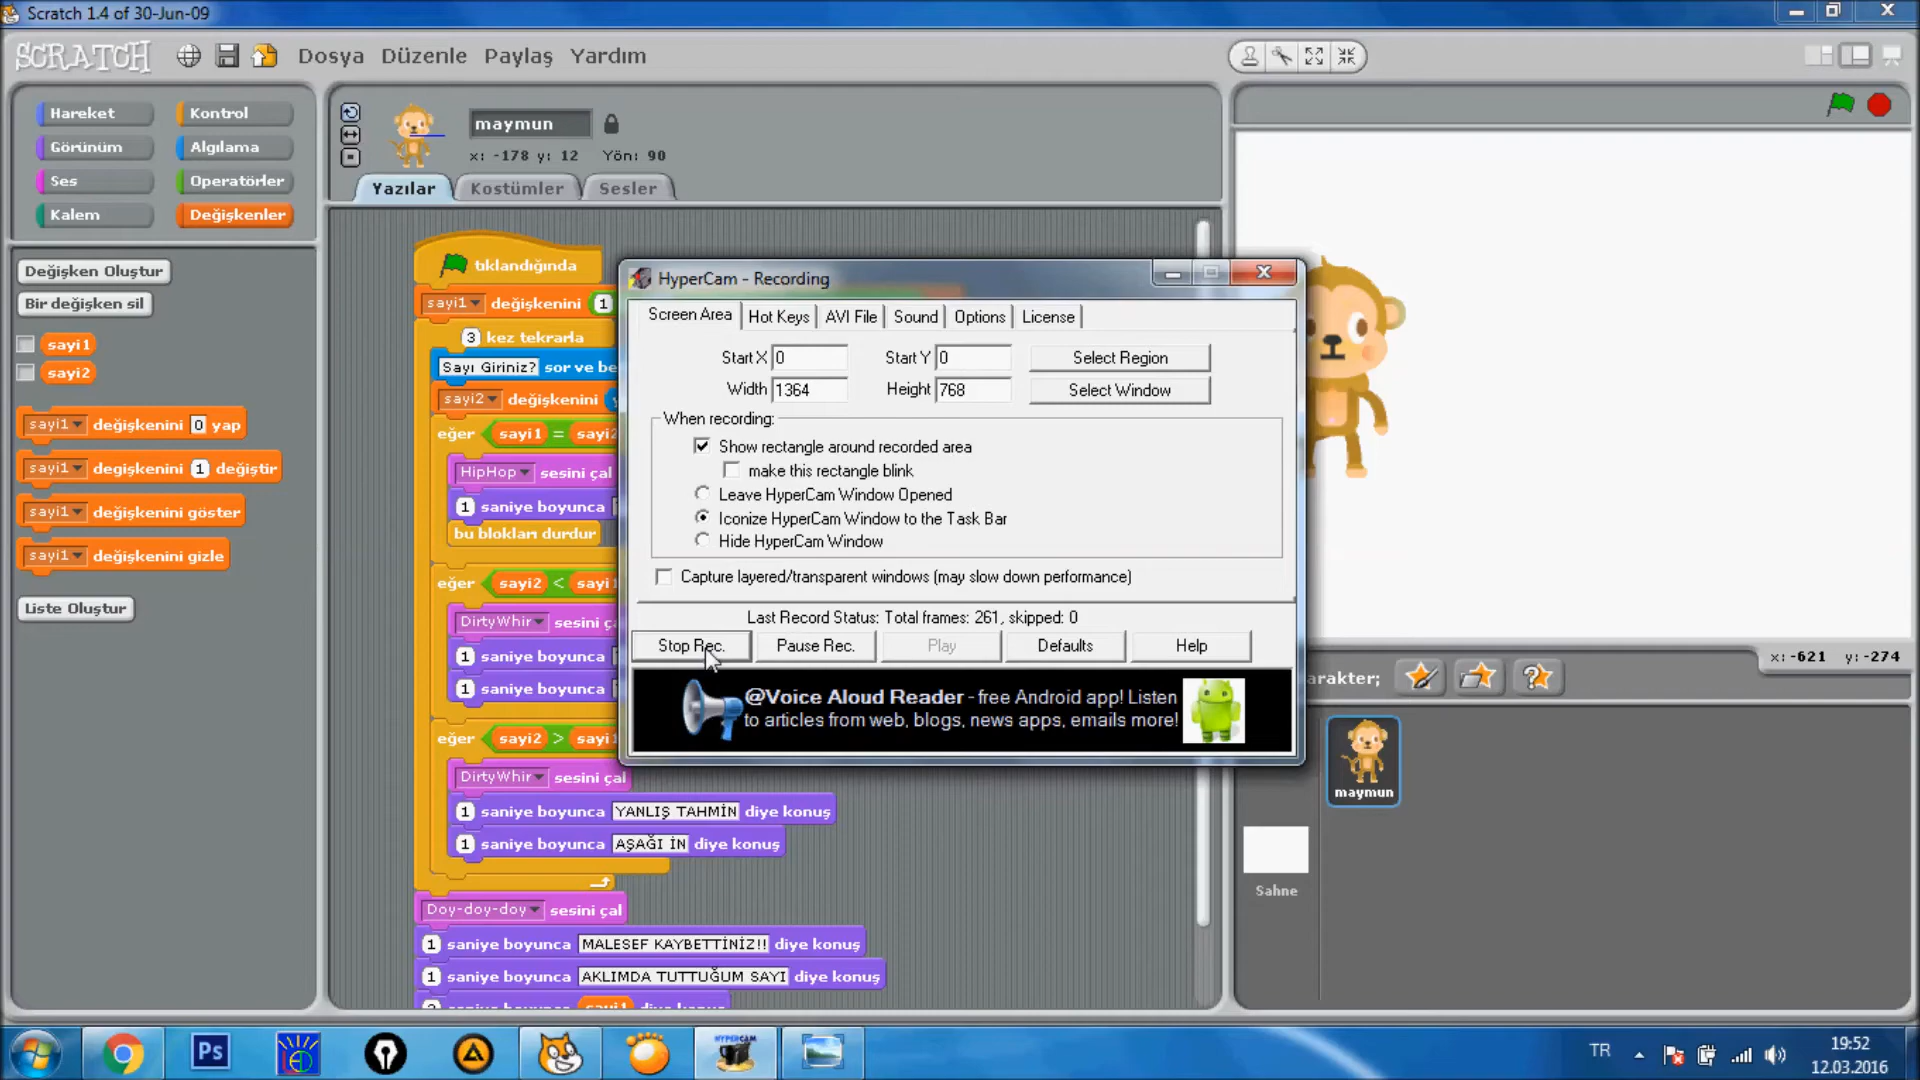 Scratch 1.4 of 30-Jun-09
SCRATCH Dosya Düzenle Paylaş Yardım
Hareket Kontrol
Görünüm Algılama
Ses Operatörler
Kalem Değişkenler
Değişken Oluştur
Bir değişken sil
sayi1
sayi2
sayi1 değişkenini 0 yap
sayi1 degişkenini 1 değiştir
sayi1 değişkenini göster
sayi1 değişkenini gizle
Liste Oluştur
maymun
x: -178 y: 12 Yön: 90
Yazılar Kostümler Sesler
tıklandığında
sayi1 değişkenini 1
3 kez tekrarla
Sayı Giriniz? sor ve be
sayi2 değişkenini
eğer sayi1 = sayi2
HipHop sesini çal
1 saniye boyunca
bu blokları durdur
eğer sayi2 < sayi1
DirtyWhir sesini ça
1 saniye boyunca
1 saniye boyunca
eğer sayi2 > sayi1
DirtyWhir sesini çal
1 saniye boyunca YANLIŞ TAHMİN diye konuş
1 saniye boyunca AŞAĞI İN diye konuş
Doy-doy-doy sesini çal
1 saniye boyunca MALESEF KAYBETTİNİZ!! diye konuş
1 saniye boyunca AKLIMDA TUTTUĞUM SAYI diye konuş
HyperCam - Recording
Screen Area Hot Keys AVI File Sound Options License
Start X 0 Start Y 0 Select Region
Width 1364 Height 768 Select Window
When recording:
Show rectangle around recorded area
make this rectangle blink
Leave HyperCam Window Opened
Iconize HyperCam Window to the Task Bar
Hide HyperCam Window
Capture layered/transparent windows (may slow down performance)
Last Record Status: Total frames: 261, skipped: 0
Stop Rec. Pause Rec. Play Defaults Help
@Voice Aloud Reader - free Android app! Listen
to articles from web, blogs, news apps, emails more!
x: -621 y: -274
arakter;
maymun
Sahne
Ps
HYPERCAM
TR
19:52
12.03.2016